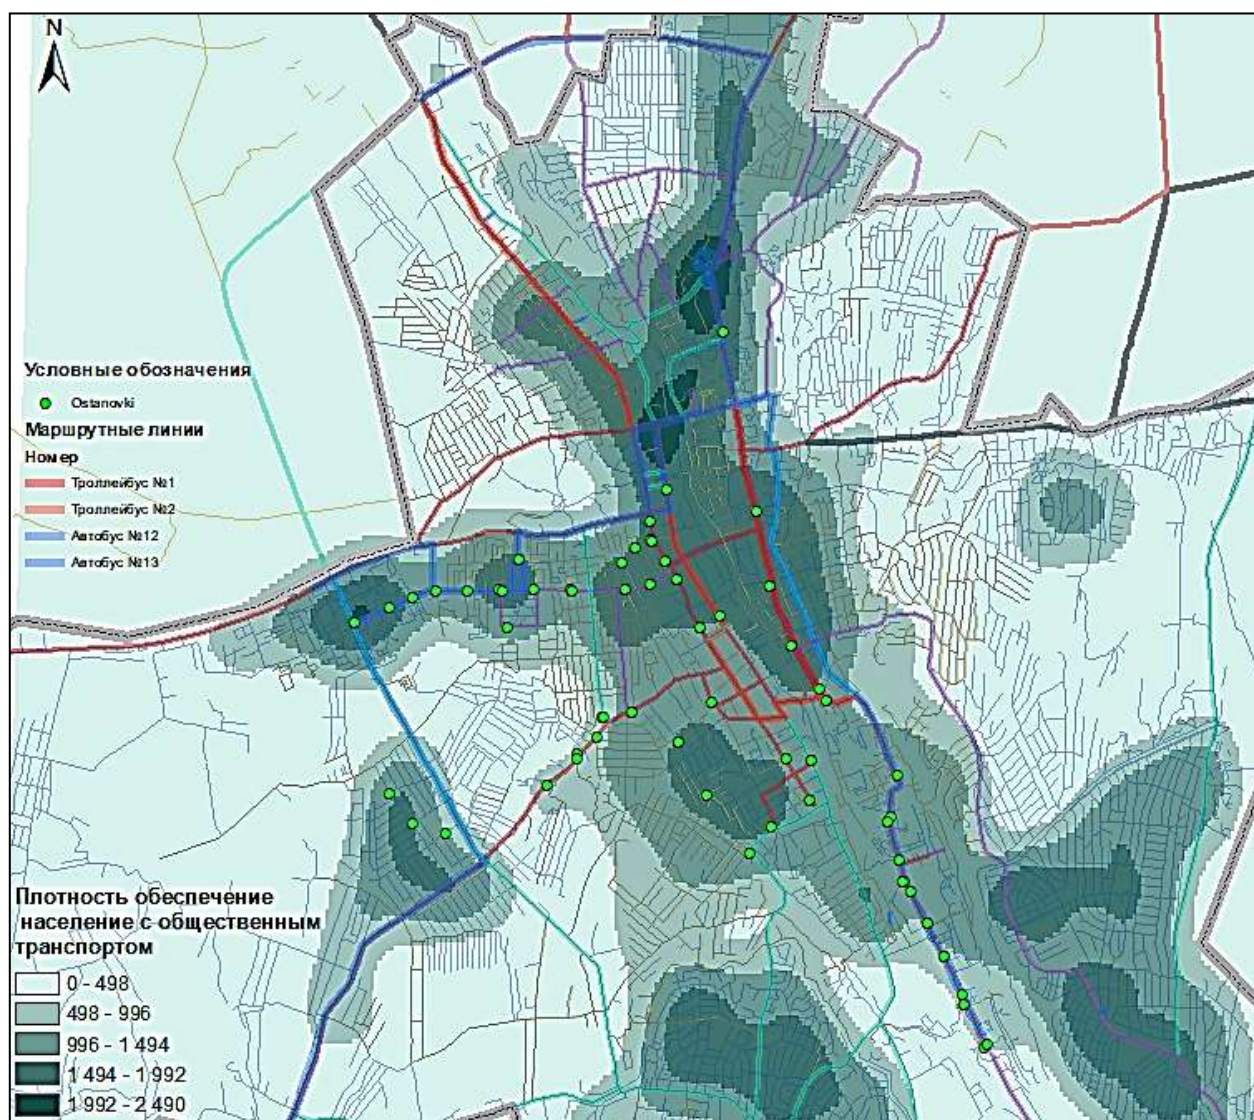 N
Условные обозначения
Ostanovki
Маршрутные линии
Номер
Троллейбус №1
Троллейбус №2
Автобус №12
Автобус №13
Плотность обеспечение
население с общественным
транспортом
0 - 498
498 - 996
996 - 1 494
1 494 - 1 992
1 992 - 2 490